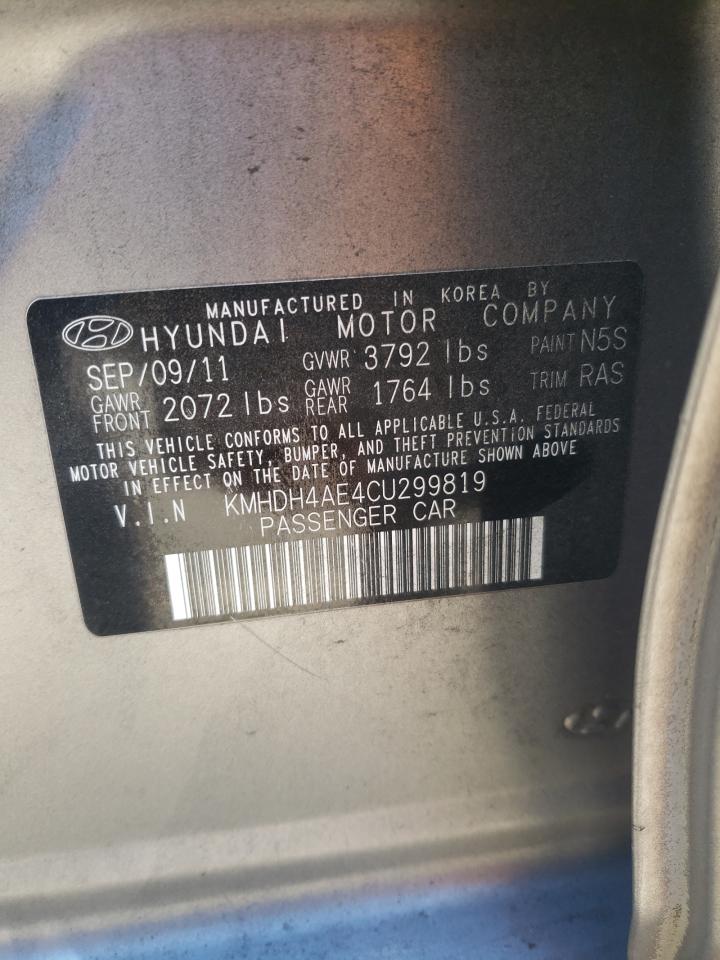 MANUFACTURED IN KOREA BY
HYUNDAI MOTOR COMPANY
SEP/09/11 GVWR 3792 lbs PAINT N5S
GAWR FRONT 2072 lbs GAWR REAR 1764 lbs TRIM RAS
THIS VEHICLE CONFORMS TO ALL APPLICABLE U.S.A. FEDERAL
MOTOR VEHICLE SAFETY, BUMPER, AND THEFT PREVENTION STANDARDS
IN EFFECT ON THE DATE OF MANUFACTURE SHOWN ABOVE
V.I.N KMHDH4AE4CU299819
PASSENGER CAR